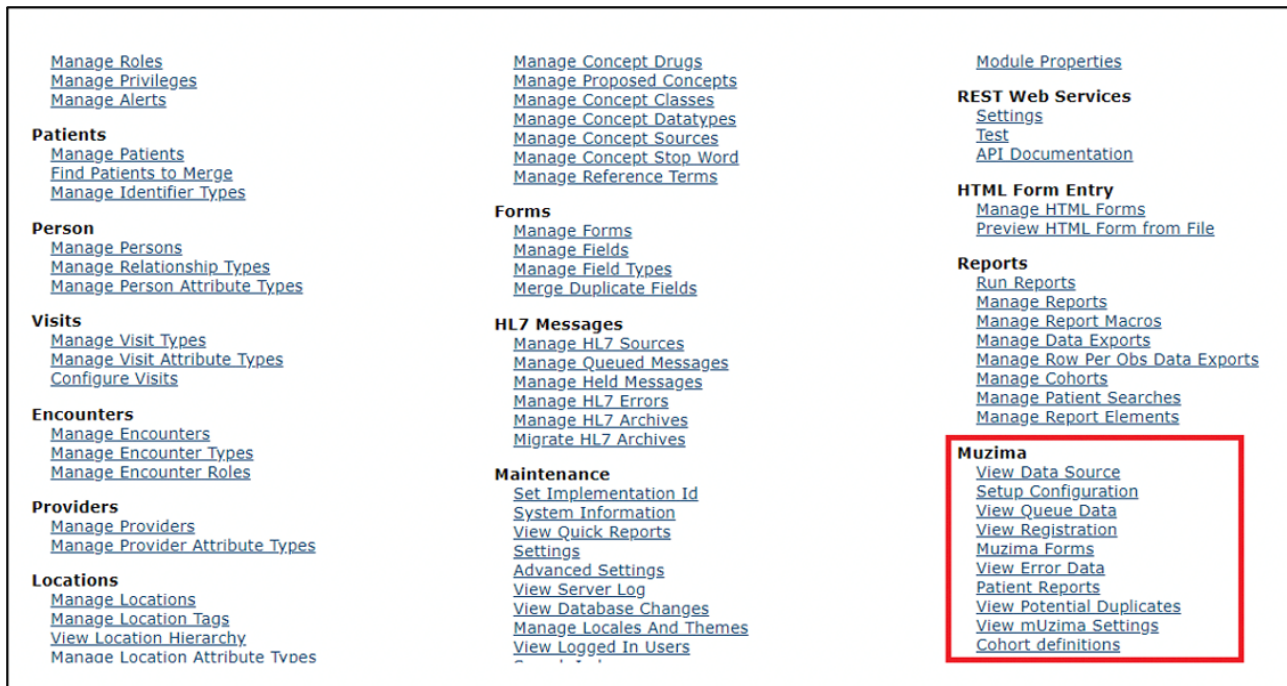 Manage Roles
Manage Privileges
Manage Alerts
Patients
Manage Patients
Find Patients to Merge
Manage Identifier Types
Person
Manage Persons
Manage Relationship Types
Manage Person Attribute Types
Visits
Manage Visit Types
Manage Visit Attribute Types
Configure Visits
Encounters
Manage Encounters
Manage Encounter Types
Manage Encounter Roles
Providers
Manage Providers
Manage Provider Attribute Types
Locations
Manage Locations
Manage Location Tags
View Location Hierarchy
Manage Location Attribute Types
Manage Concept Drugs
Manage Proposed Concepts
Manage Concept Classes
Manage Concept Datatypes
Manage Concept Sources
Manage Concept Stop Word
Manage Reference Terms
Forms
Manage Forms
Manage Fields
Manage Field Types
Merge Duplicate Fields
HL7 Messages
Manage HL7 Sources
Manage Queued Messages
Manage Held Messages
Manage HL7 Errors
Manage HL7 Archives
Migrate HL7 Archives
Maintenance
Set Implementation Id
System Information
View Quick Reports
Settings
Advanced Settings
View Server Log
View Database Changes
Manage Locales And Themes
View Logged In Users
Module Properties
REST Web Services
Settings
Test
API Documentation
HTML Form Entry
Manage HTML Forms
Preview HTML Form from File
Reports
Run Reports
Manage Reports
Manage Report Macros
Manage Data Exports
Manage Row Per Obs Data Exports
Manage Cohorts
Manage Patient Searches
Manage Report Elements
Muzima
View Data Source
Setup Configuration
View Queue Data
View Registration
Muzima Forms
View Error Data
Patient Reports
View Potential Duplicates
View mUzima Settings
Cohort definitions